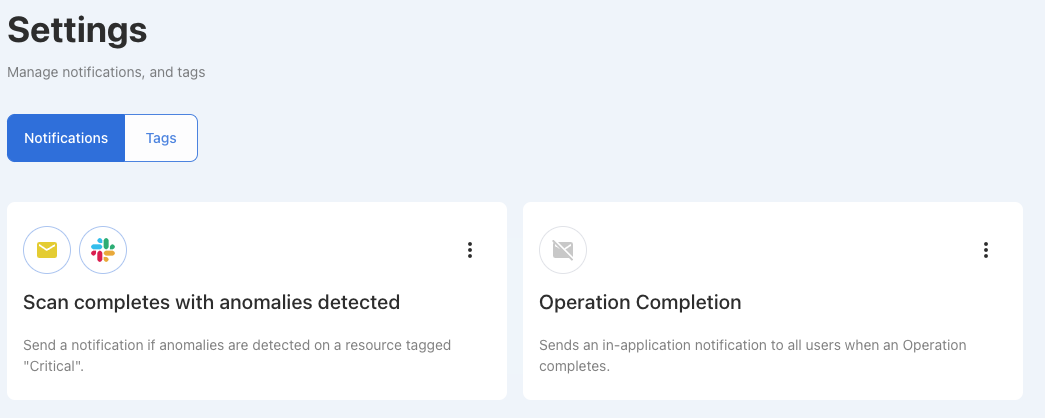 Settings
Manage notifications, and tags
Notifications
Tags
Scan completes with anomalies detected
Send a notification if anomalies are detected on a resource tagged
"Critical".
Operation Completion
Sends an in-application notification to all users when an Operation
completes.